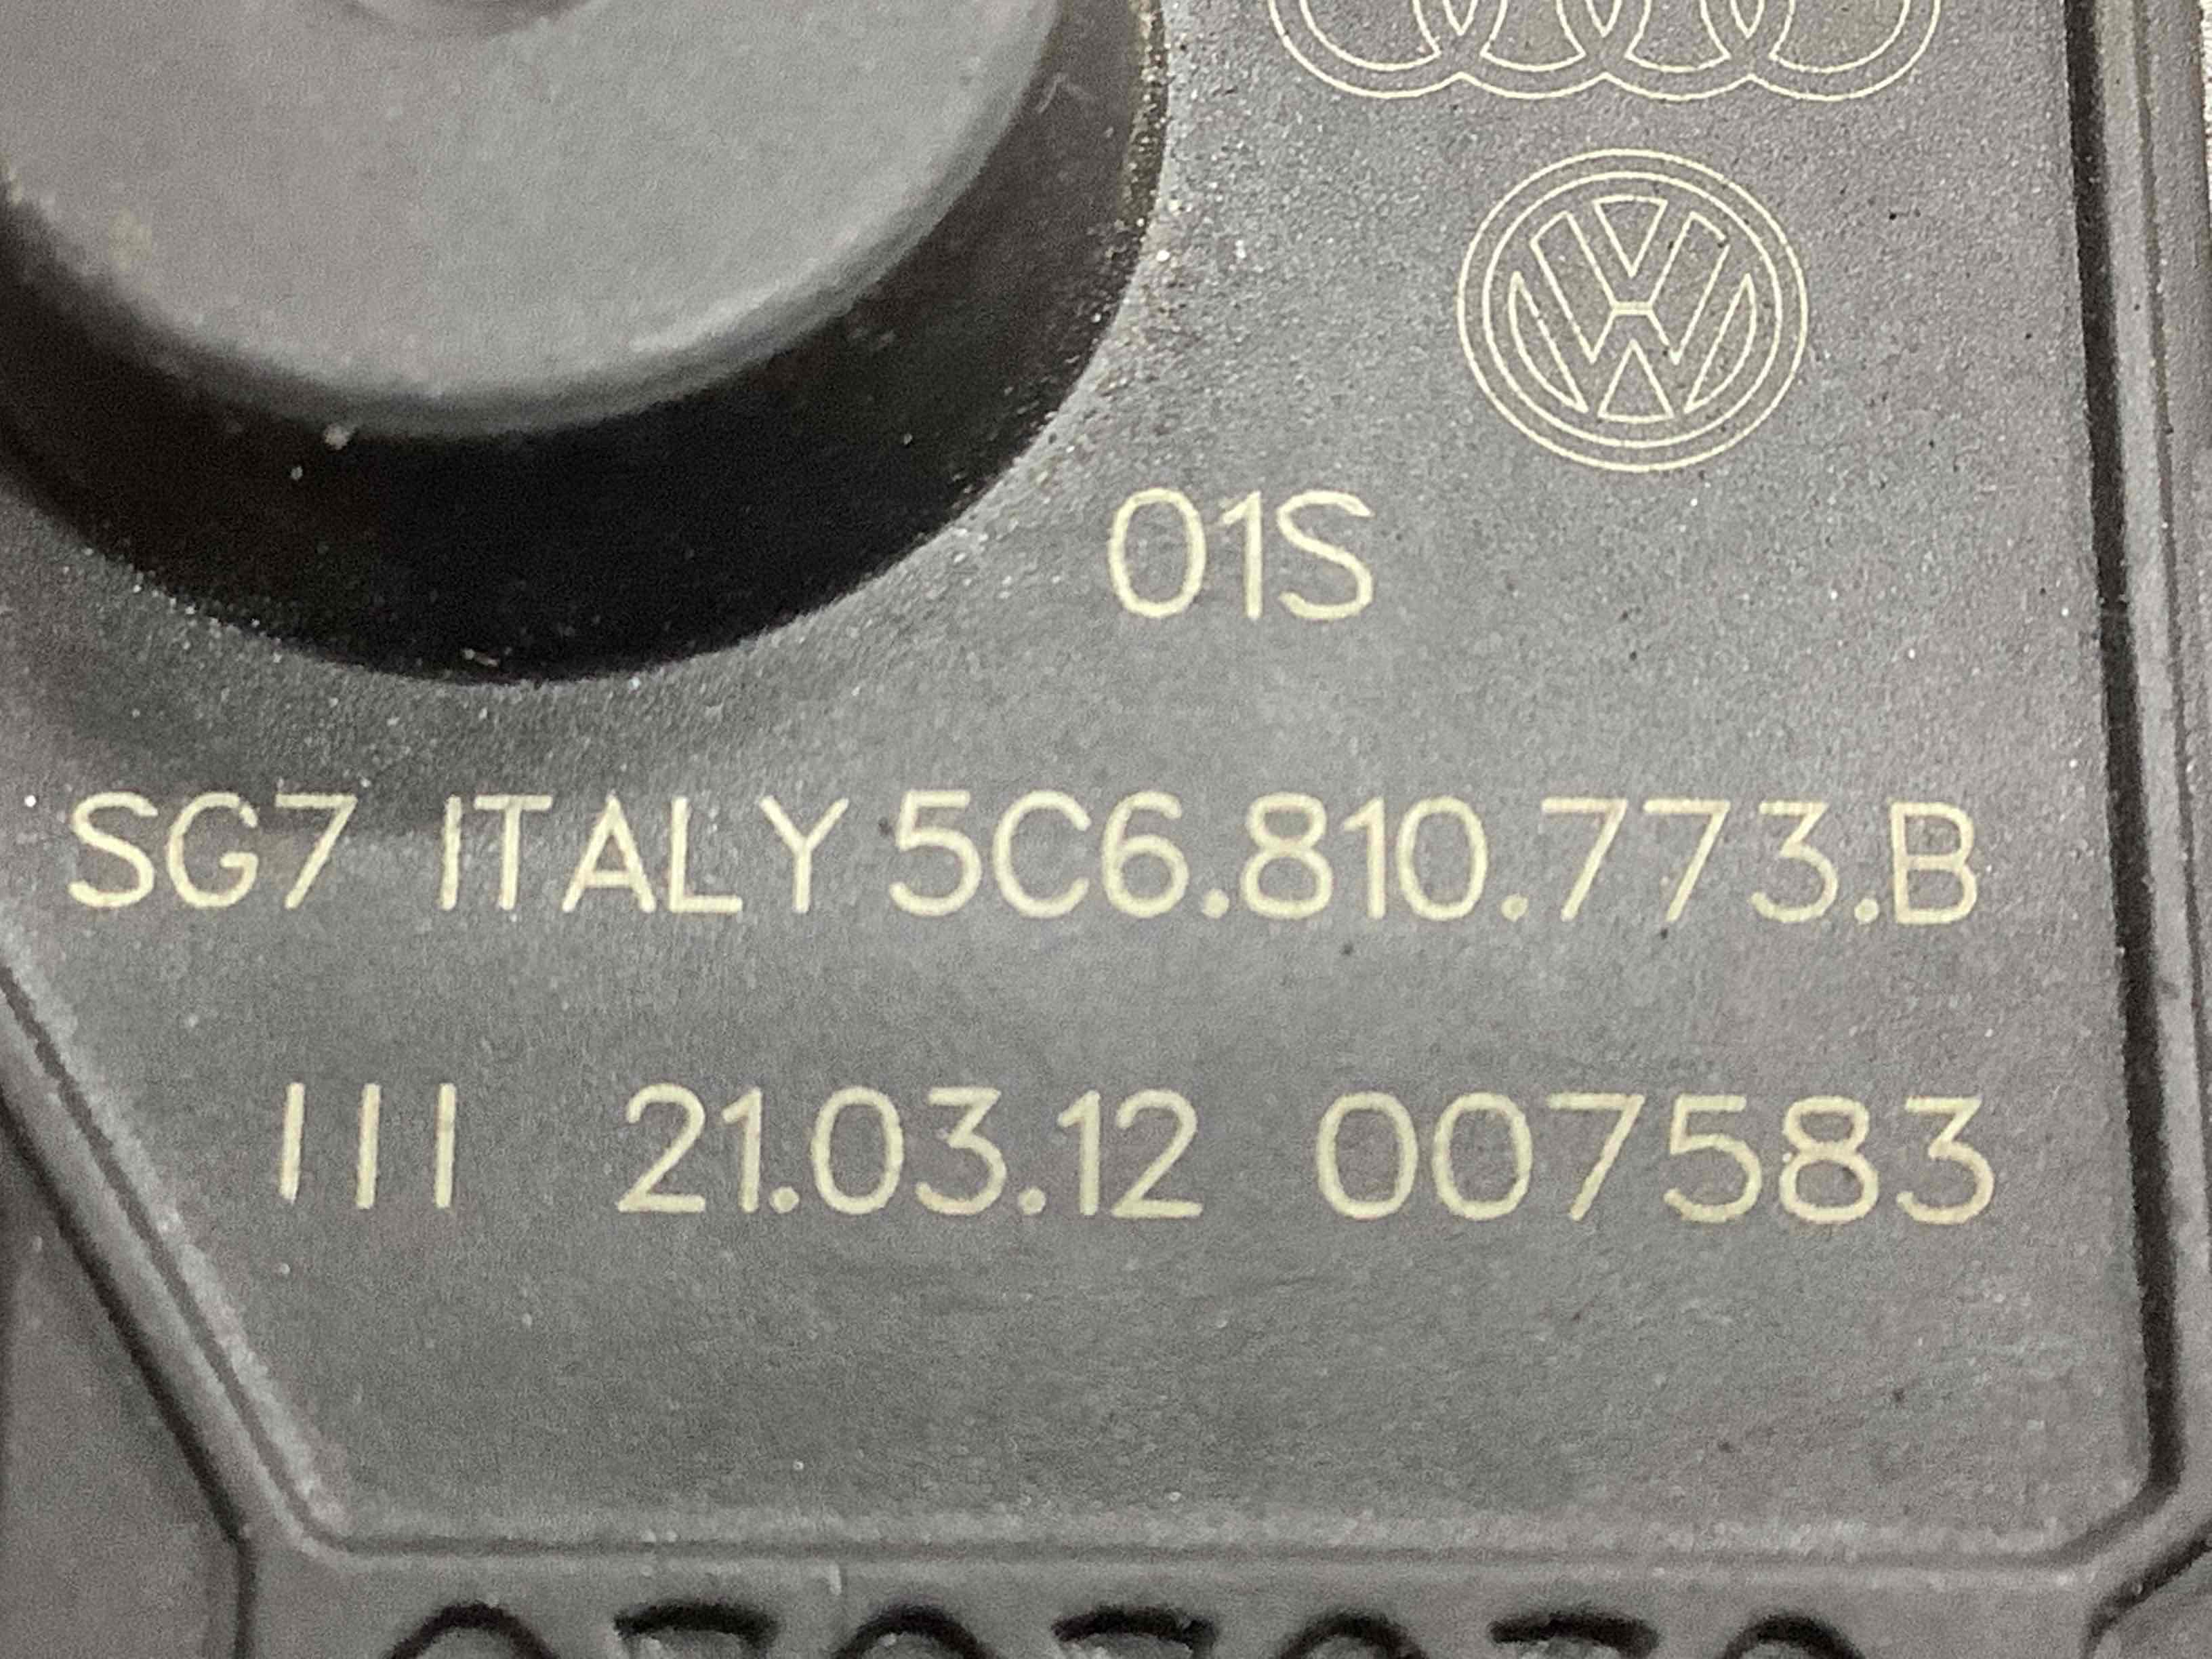 01S
SG7 ITALY 5C6.810.773.B
III 21.03.12 007583